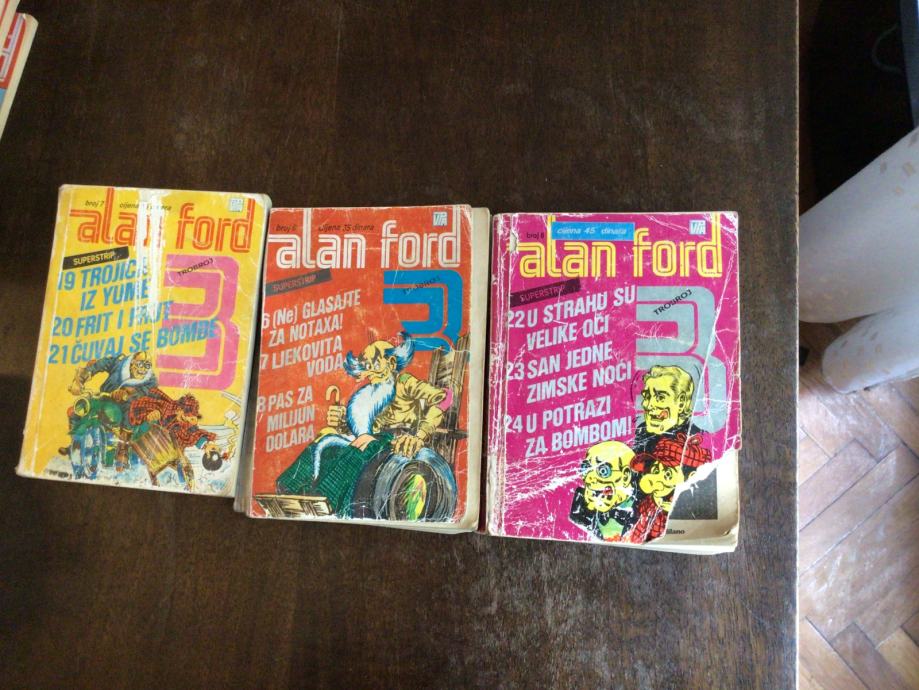 broj 7
alan ford
SUPERSTRIP
TROBROJ
3
19 TROJICA
IZ YUME
20 FRIT I FRUT
21 ČUVAJ SE BOMBE
cijena 35 dinara
alan ford
SUPERSTRIP
3
6 (Ne) GLASAJTE
ZA NOTAXA!
7 LJEKOVITA
VODA
8 PAS ZA
MILIJUN
DOLARA
broj 8
cijena 45 dinara
alan ford
SUPERSTRIP
TROBROJ
3
22 U STRAHU SU
VELIKE OČI
23 SAN JEDNE
ZIMSKE NOĆI
24 U POTRAZI
ZA BOMBOM!